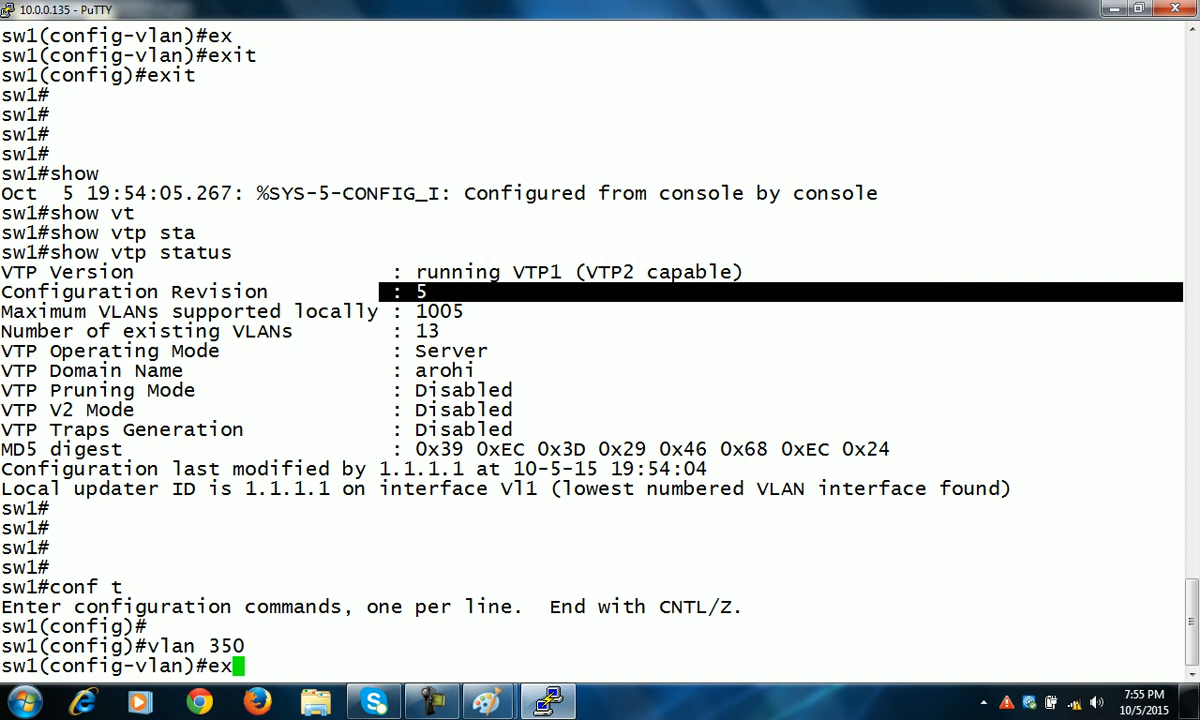 10.0.0.135 - PuTTY
sw1(config-vlan)#ex
sw1(config-vlan)#exit
sw1(config)#exit
sw1#
sw1#
sw1#
sw1#
sw1#show
Oct  5 19:54:05.267: %SYS-5-CONFIG_I: Configured from console by console
sw1#show vt
sw1#show vtp sta
sw1#show vtp status
VTP Version                     : running VTP1 (VTP2 capable)
Configuration Revision          : 5
Maximum VLANs supported locally : 1005
Number of existing VLANs        : 13
VTP Operating Mode              : Server
VTP Domain Name                 : arohi
VTP Pruning Mode                : Disabled
VTP V2 Mode                     : Disabled
VTP Traps Generation            : Disabled
MD5 digest                      : 0x39 0xEC 0x3D 0x29 0x46 0x68 0xEC 0x24
Configuration last modified by 1.1.1.1 at 10-5-15 19:54:04
Local updater ID is 1.1.1.1 on interface Vl1 (lowest numbered VLAN interface found)
sw1#
sw1#
sw1#
sw1#
sw1#conf t
Enter configuration commands, one per line.  End with CNTL/Z.
sw1(config)#
sw1(config)#vlan 350
sw1(config-vlan)#ex
7:55 PM
10/5/2015